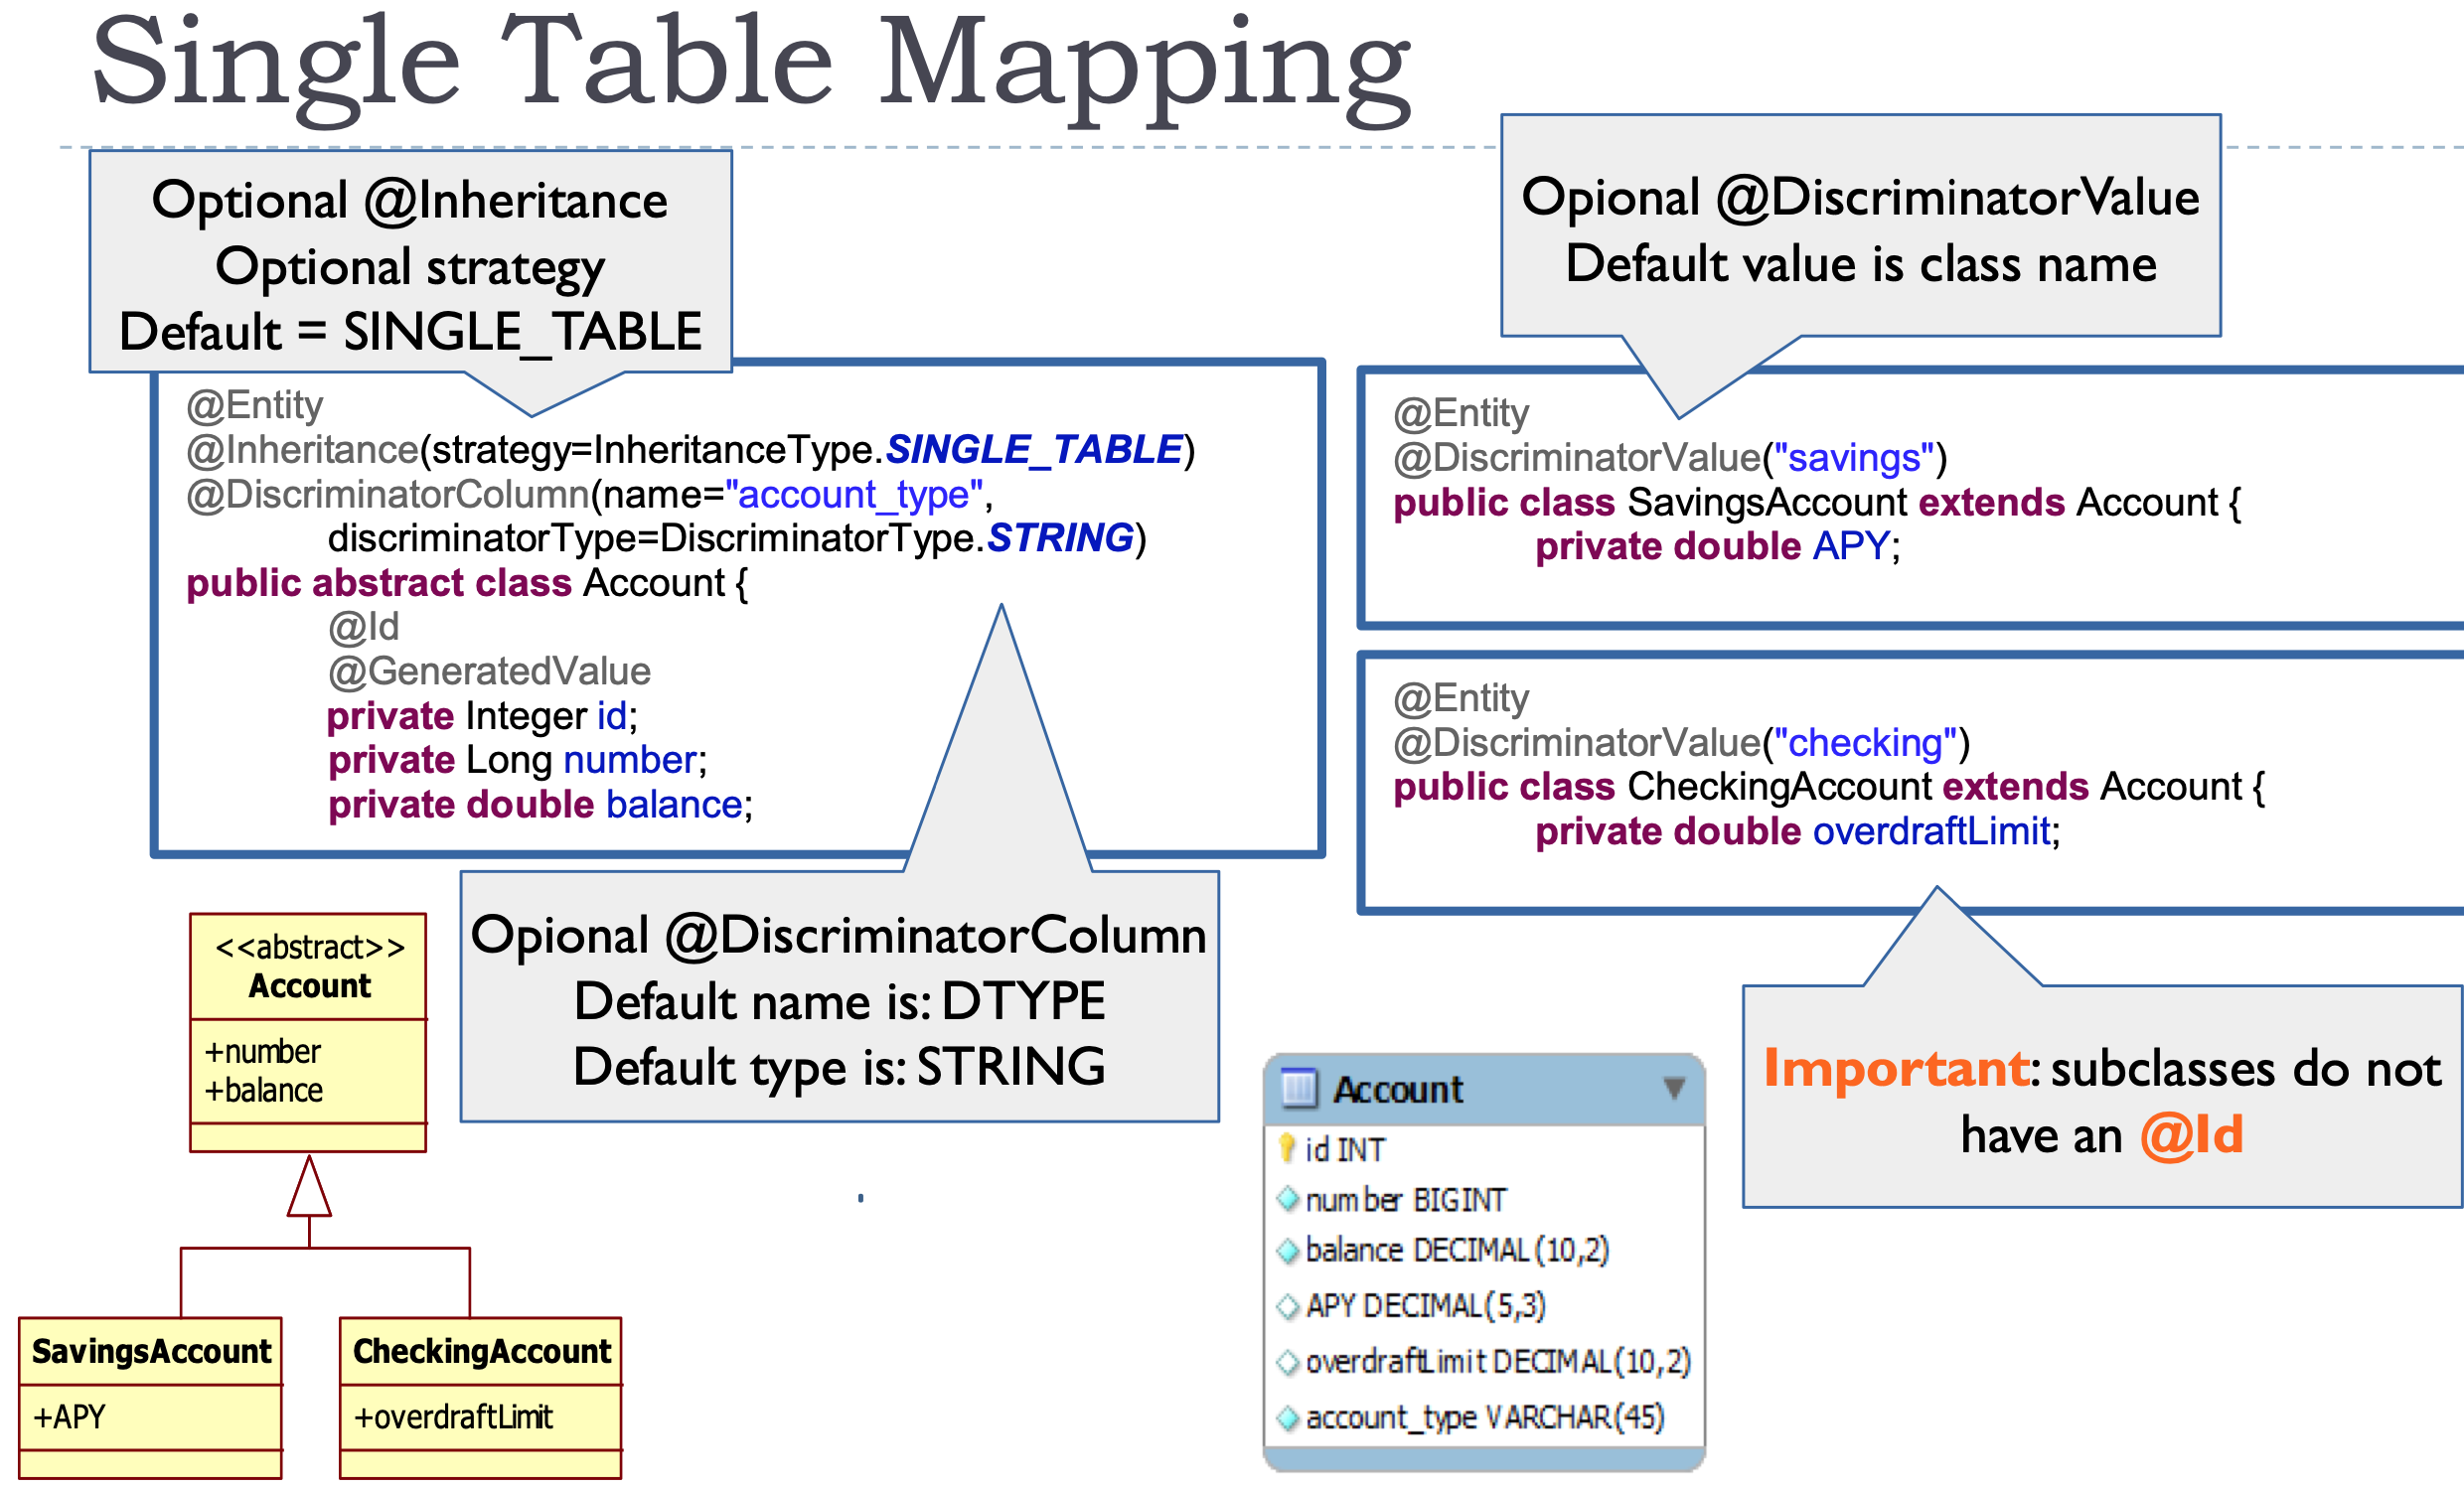 Single Table Mapping
Optional @Inheritance
Optional strategy
Default = SINGLE_TABLE
Opional @DiscriminatorValue
Default value is class name
@Entity
@Inheritance(strategy=InheritanceType.SINGLE_TABLE)
@DiscriminatorColumn(name="account_type",
discriminatorType=DiscriminatorType.STRING)
public abstract class Account {
@Id
@GeneratedValue
private Integer id;
private Long number;
private double balance;
@Entity
@DiscriminatorValue("savings")
public class SavingsAccount extends Account {
private double APY;
@Entity
@DiscriminatorValue("checking")
public class CheckingAccount extends Account {
private double overdraftLimit;
Opional @DiscriminatorColumn
Default name is: DTYPE
Default type is: STRING
Important: subclasses do not
have an @Id
<<abstract>>
Account
+number
+balance
SavingsAccount
+APY
CheckingAccount
+overdraftLimit
Account
id INT
number BIGINT
balance DECIMAL(10,2)
APY DECIMAL(5,3)
overdraftLimit DECIMAL(10,2)
account_type VARCHAR(45)